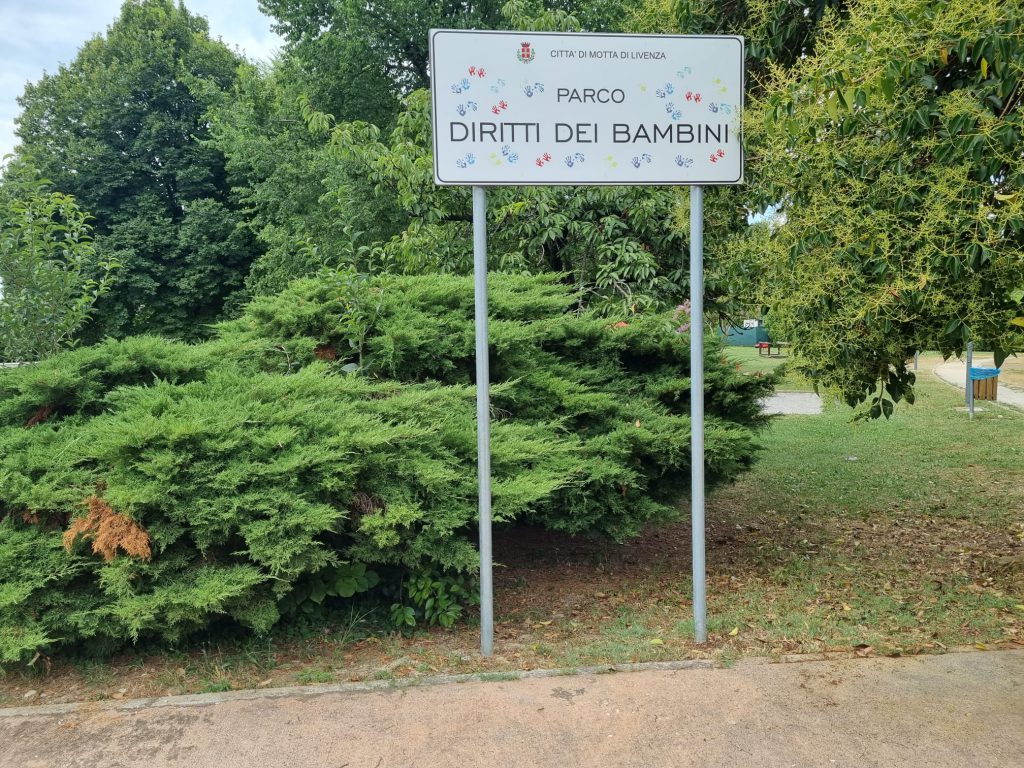 CITTA' DI MOTTA DI LIVENZA
PARCO
DIRITTI DEI BAMBINI